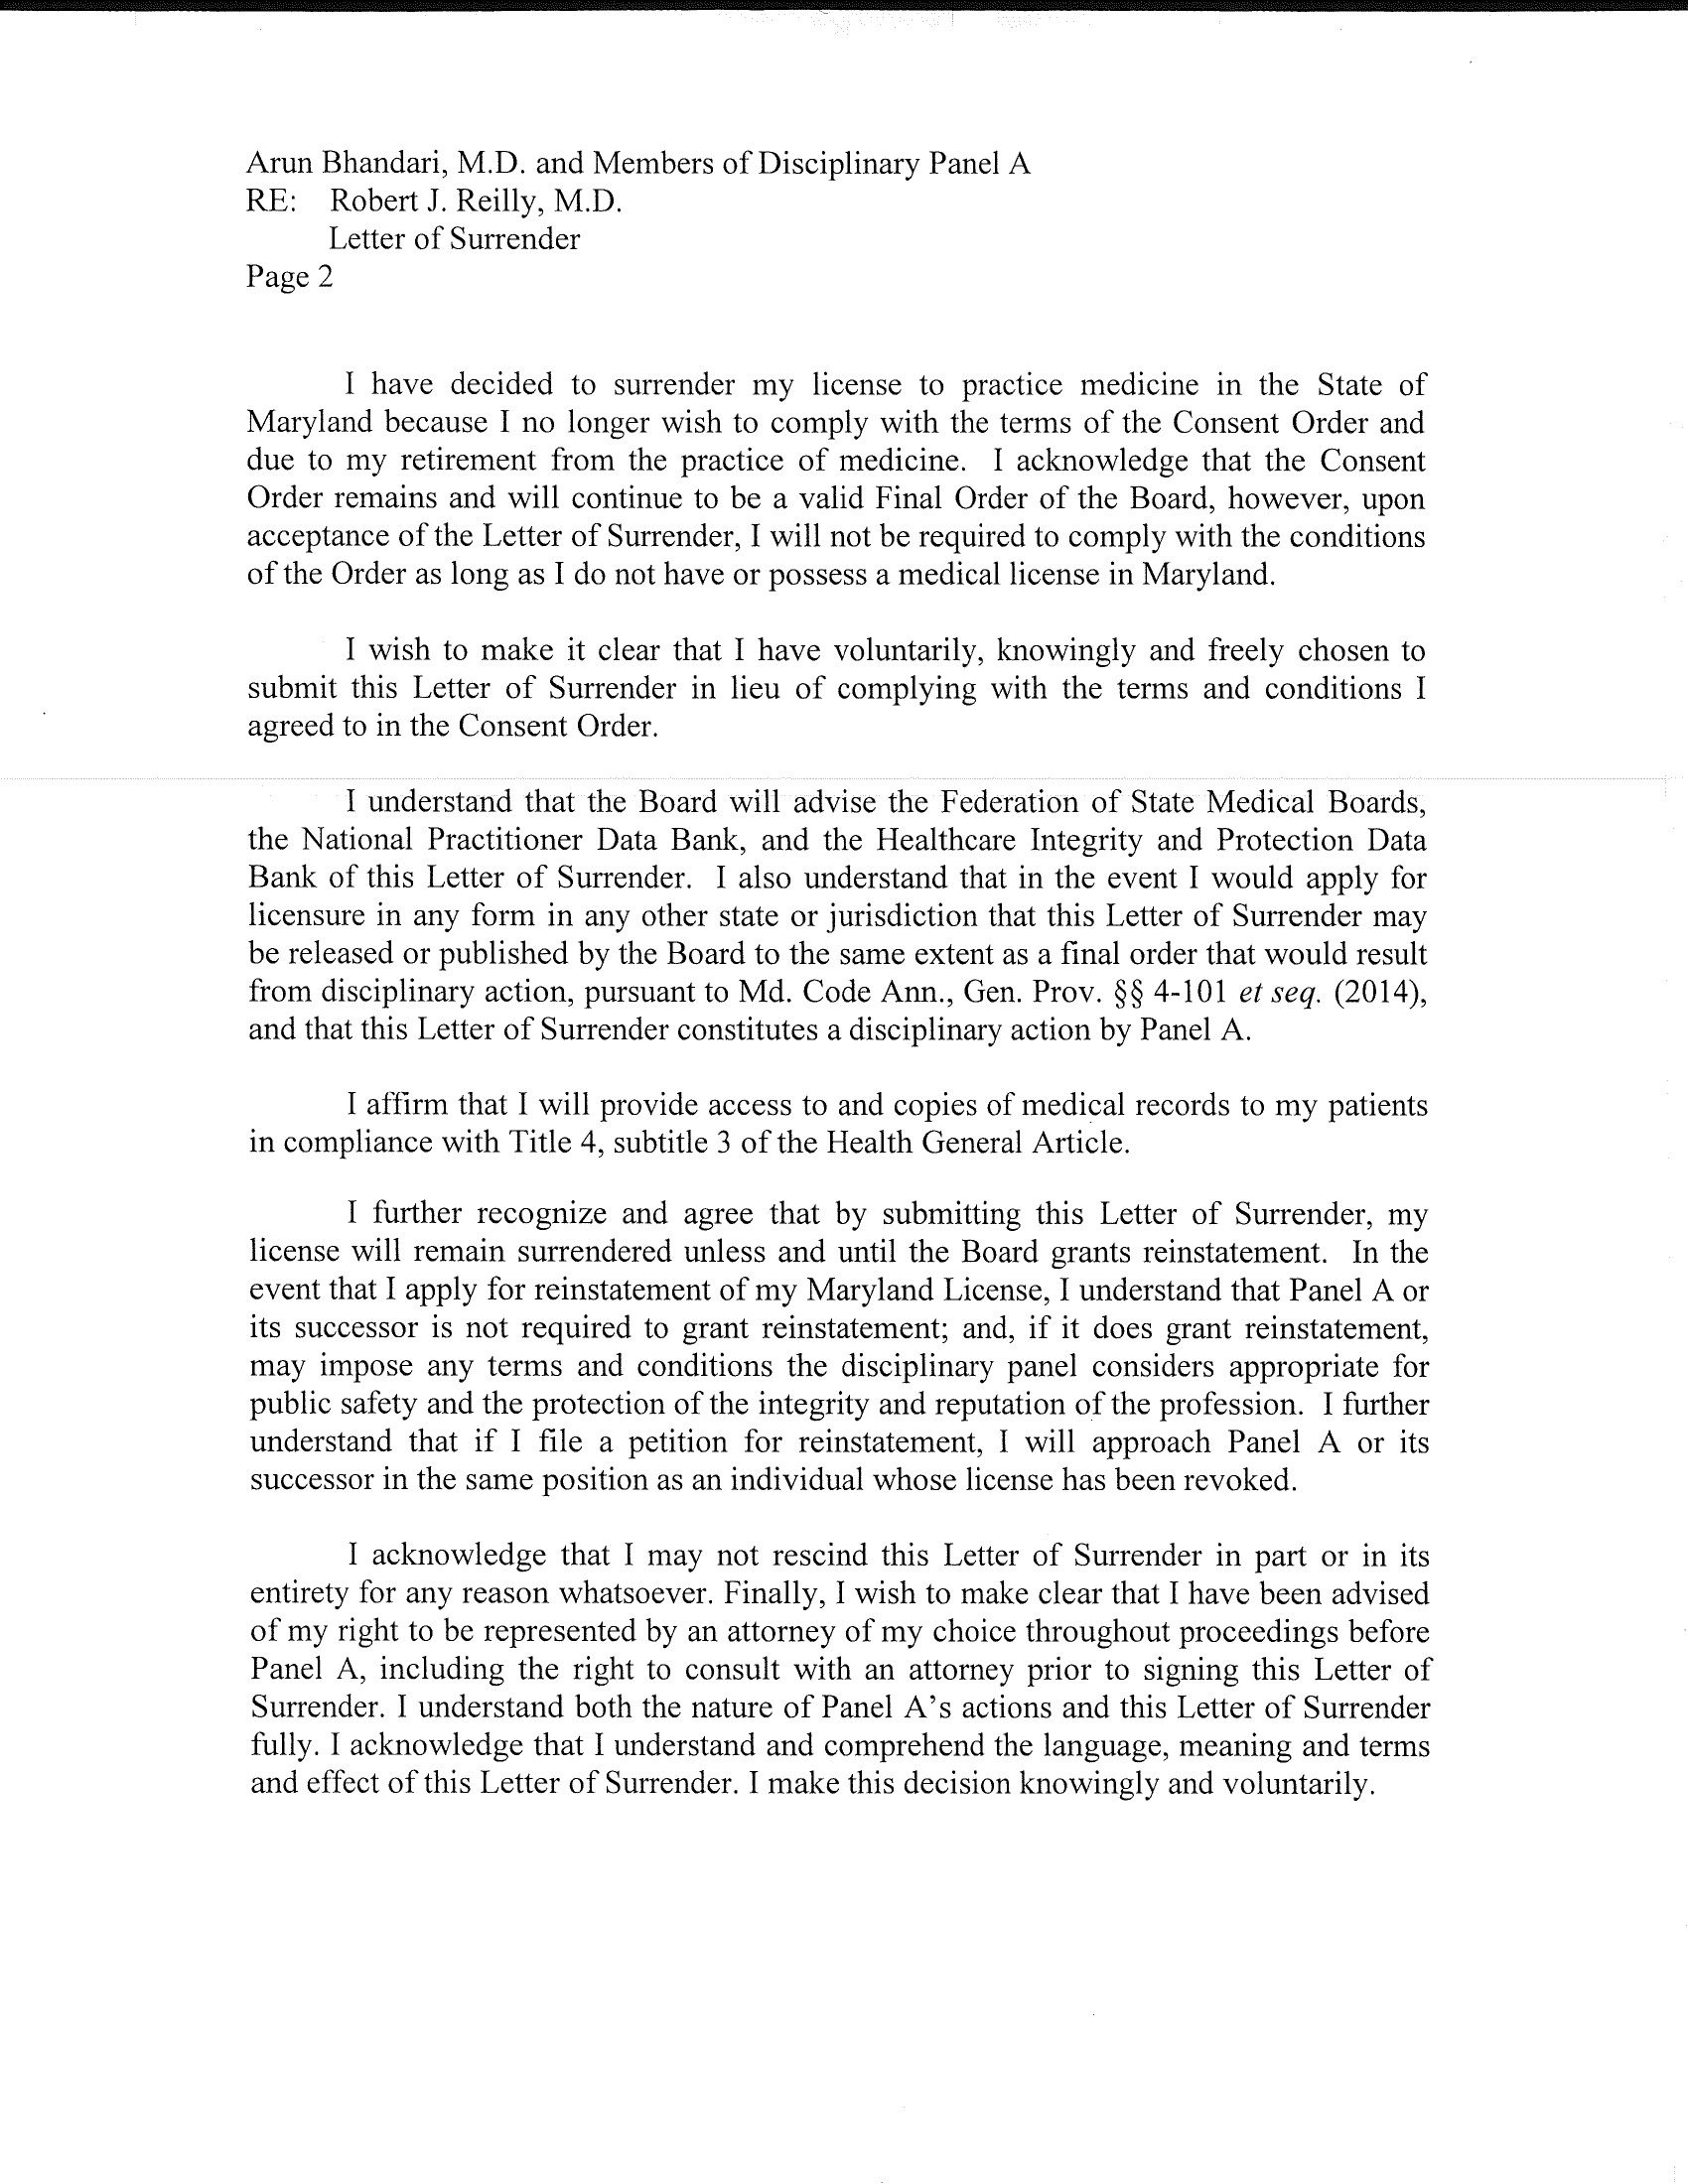 Arun Bhandari, M.D. and Members of Disciplinary Panel A
RE: Robert J. Reilly, M.D.
Letter of Surrender
Page 2
I have decided to surrender my license to practice medicine in the State of
Maryland because I no longer wish to comply with the terms of the Consent Order and
due to my retirement from the practice of medicine. I acknowledge that the Consent
Order remains and will continue to be a valid Final Order of the Board, however, upon
acceptance of the Letter of Surrender, I will not be required to comply with the conditions
of the Order as long as I do not have or possess a medical license in Maryland.
I wish to make it clear that I have voluntarily, knowingly and freely chosen to
submit this Letter of Surrender in lieu of complying with the terms and conditions I
agreed to in the Consent Order.
I understand that the Board will advise the Federation of State Medical Boards,
the National Practitioner Data Bank, and the Healthcare Integrity and Protection Data
Bank of this Letter of Surrender. I also understand that in the event I would apply for
licensure in any form in any other state or jurisdiction that this Letter of Surrender may
be released or published by the Board to the same extent as a final order that would result
from disciplinary action, pursuant to Md. Code Ann., Gen. Prov. §§ 4-101 et seq. (2014),
and that this Letter of Surrender constitutes a disciplinary action by Panel A.
I affirm that I will provide access to and copies of medical records to my patients
in compliance with Title 4, subtitle 3 of the Health General Article.
I further recognize and agree that by submitting this Letter of Surrender, my
license will remain surrendered unless and until the Board grants reinstatement. In the
event that I apply for reinstatement of my Maryland License, I understand that Panel A or
its successor is not required to grant reinstatement; and, if it does grant reinstatement,
may impose any terms and conditions the disciplinary panel considers appropriate for
public safety and the protection of the integrity and reputation of the profession. I further
understand that if I file a petition for reinstatement, I will approach Panel A or its
successor in the same position as an individual whose license has been revoked.
I acknowledge that I may not rescind this Letter of Surrender in part or in its
entirety for any reason whatsoever. Finally, I wish to make clear that I have been advised
of my right to be represented by an attorney of my choice throughout proceedings before
Panel A, including the right to consult with an attorney prior to signing this Letter of
Surrender. I understand both the nature of Panel A's actions and this Letter of Surrender
fully. I acknowledge that I understand and comprehend the language, meaning and terms
and effect of this Letter of Surrender. I make this decision knowingly and voluntarily.